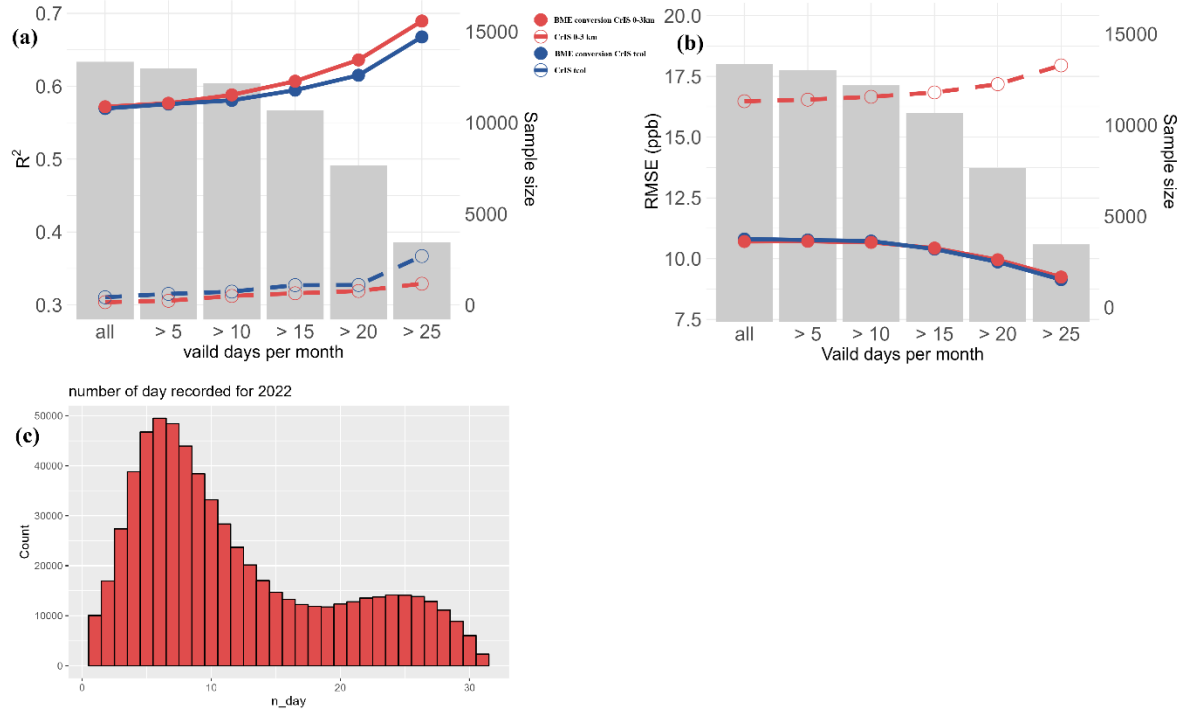 (a)
0.7
0.6
0.5
0.4
0.3
R2
15000
10000
5000
0
Sample size
all > 5 > 10 > 15 > 20 > 25
vaild days per month
BME conversion CrIIS 0-3km
CrIS 0-3 km
BME conversion CrIS tcol
CrIS tcol
(b)
20.0
17.5
15.0
12.5
10.0
7.5
RMSE (ppb)
15000
10000
5000
0
Sample size
all > 5 > 10 > 15 > 20 > 25
Vaild days per month
number of day recorded for 2022
(c)
50000
40000
30000
20000
10000
0
Count
0 10 20 30
n_day